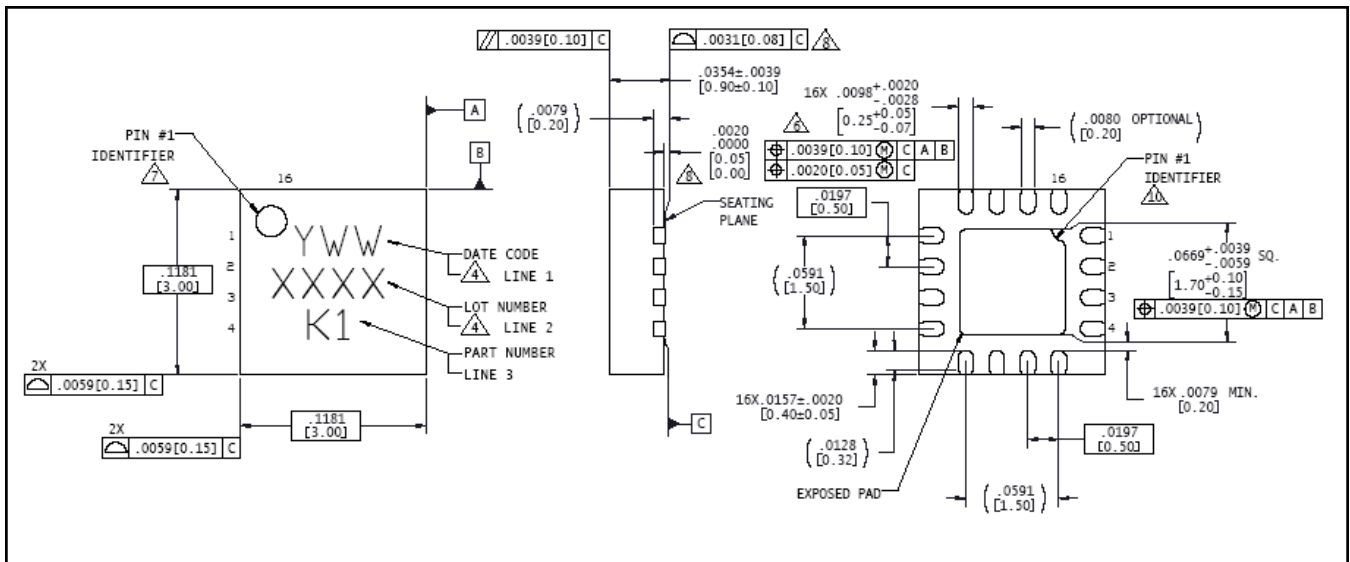 // .0039[0.10] C
⌓ .0031[0.08] C 8
.0354±.0039
[0.90±0.10]
(.0079
[0.20])
.0020
.0000
[0.05
0.00]
8
16X .0098+.0020
-.0028
[0.25+0.05
-0.07]
6
⌖ .0039[0.10] Ⓜ C A B
⌖ .0020[0.05] Ⓜ C
(.0080 OPTIONAL
[0.20])
A
B
PIN #1
IDENTIFIER
7
16
1
2
3
4
YWW
XXXX
K1
DATE CODE
4 LINE 1
LOT NUMBER
4 LINE 2
PART NUMBER
LINE 3
.1181
[3.00]
2X
⌓ .0059[0.15] C
.1181
[3.00]
2X
⌓ .0059[0.15] C
SEATING
PLANE
C
PIN #1
IDENTIFIER
10
16
1
2
3
4
.0197
[0.50]
(.0591
[1.50])
.0669+.0039
-.0059 SQ.
[1.70+0.10
-0.15]
⌖ .0039[0.10] Ⓜ C A B
16X.0157±.0020
[0.40±0.05]
16X.0079 MIN.
[0.20]
(.0128
[0.32])
.0197
[0.50]
EXPOSED PAD
(.0591
[1.50])